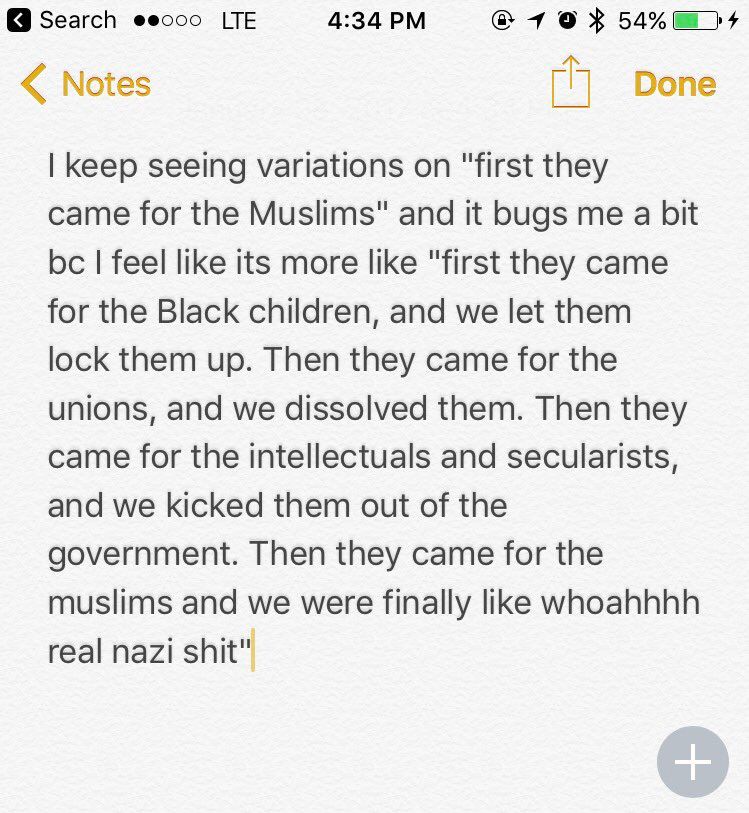 Search LTE 4:34 PM 54%
Notes Done
I keep seeing variations on "first they
came for the Muslims" and it bugs me a bit
bc I feel like its more like "first they came
for the Black children, and we let them
lock them up. Then they came for the
unions, and we dissolved them. Then they
came for the intellectuals and secularists,
and we kicked them out of the
government. Then they came for the
muslims and we were finally like whoahhhh
real nazi shit"